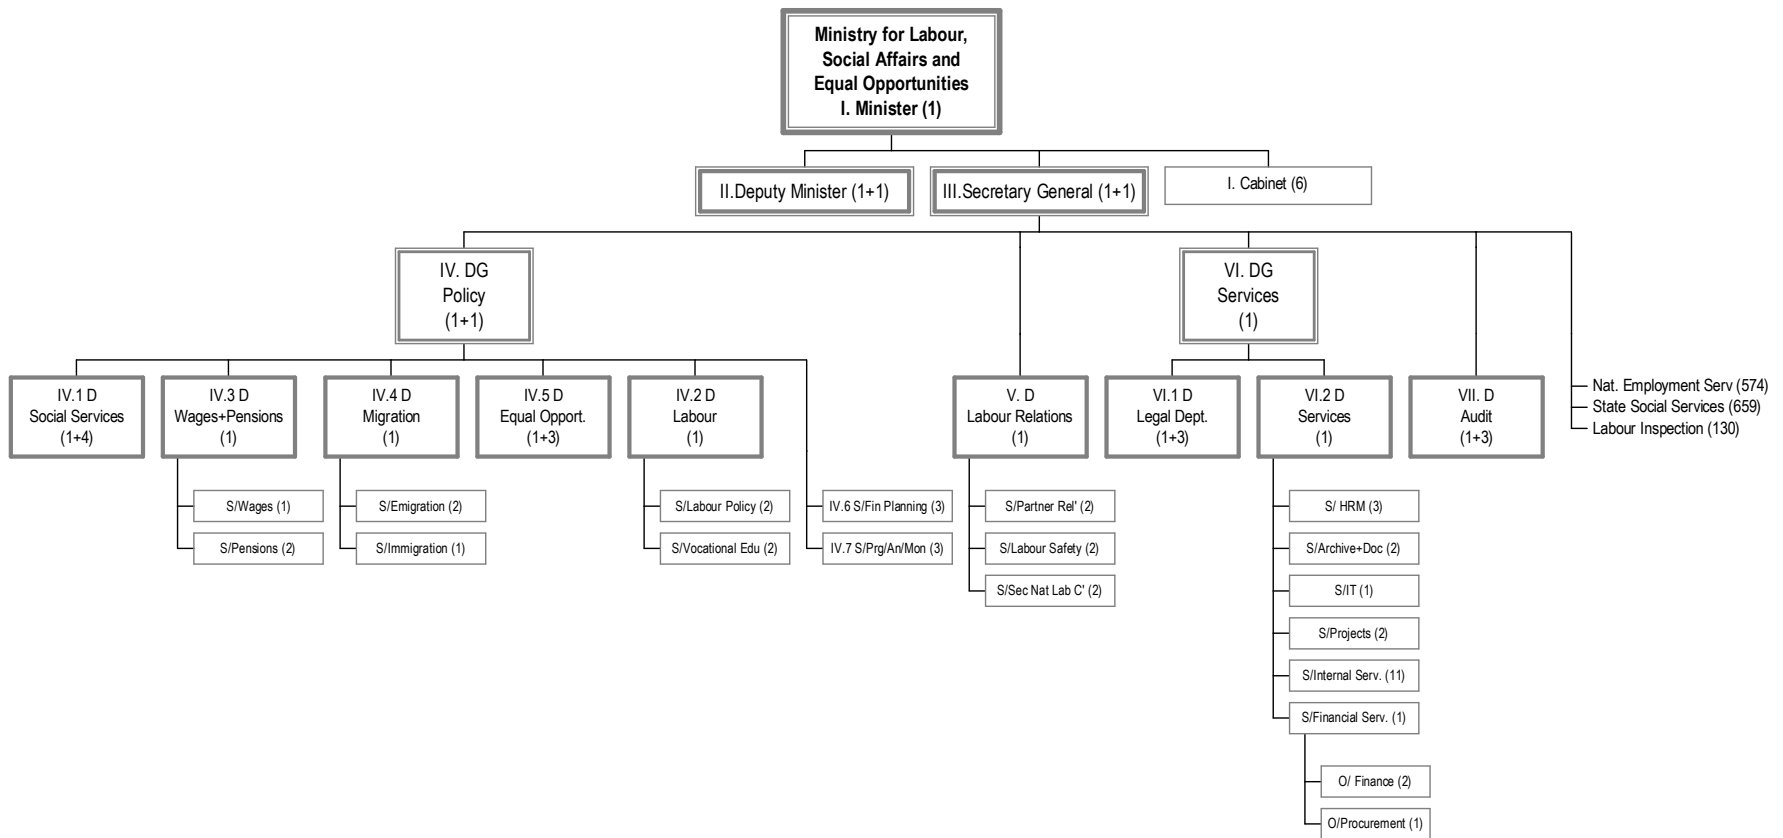 Ministry for Labour,
Social Affairs and
Equal Opportunities
I. Minister (1)
II.Deputy Minister (1+1)
III.Secretary General (1+1)
I. Cabinet (6)
IV. DG
Policy
(1+1)
VI. DG
Services
(1)
IV.1 D
Social Services
(1+4)
IV.3 D
Wages+Pensions
(1)
IV.4 D
Migration
(1)
IV.5 D
Equal Opport.
(1+3)
IV.2 D
Labour
(1)
V. D
Labour Relations
(1)
VI.1 D
Legal Dept.
(1+3)
VI.2 D
Services
(1)
VII. D
Audit
(1+3)
Nat. Employment Serv (574)
State Social Services (659)
Labour Inspection (130)
S/Wages (1)
S/Pensions (2)
S/Emigration (2)
S/Immigration (1)
S/Labour Policy (2)
S/Vocational Edu (2)
IV.6 S/Fin Planning (3)
IV.7 S/Prg/An/Mon (3)
S/Partner Rel' (2)
S/Labour Safety (2)
S/Sec Nat Lab C' (2)
S/ HRM (3)
S/Archive+Doc (2)
S/IT (1)
S/Projects (2)
S/Internal Serv. (11)
S/Financial Serv. (1)
O/ Finance (2)
O/Procurement (1)